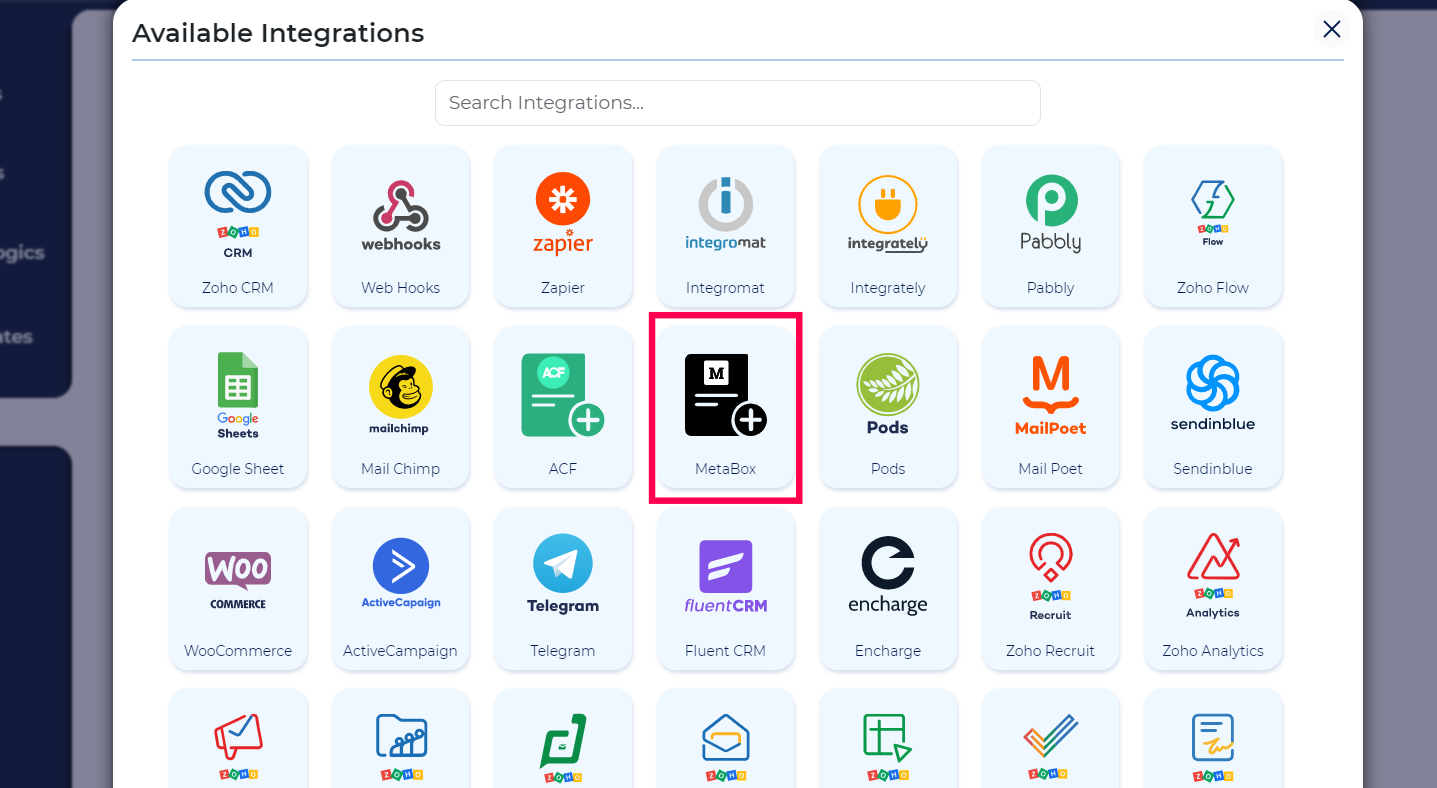 Available Integrations
Search Integrations...
ZOHO
CRM
Zoho CRM
webhooks
Web Hooks
zapier
Zapier
integromat
Integromat
integrately
Integrately
Pabbly
Pabbly
ZOHO
Flow
Zoho Flow
ogics
ates
Google
Sheets
Google Sheet
mailchimp
Mail Chimp
ACF
ACF
M
MetaBox
Pods
Pods
M
MailPoet
Mail Poet
sendinblue
Sendinblue
WOO
COMMERCE
WooCommerce
ActiveCapaign
ActiveCampaign
Telegram
Telegram
fluentCRM
Fluent CRM
encharge
Encharge
ZOHO
Recruit
Zoho Recruit
ZOHO
Analytics
Zoho Analytics
ZOHO
ZOHO
ZOHO
ZOHO
ZOHO
ZOHO
ZOHO